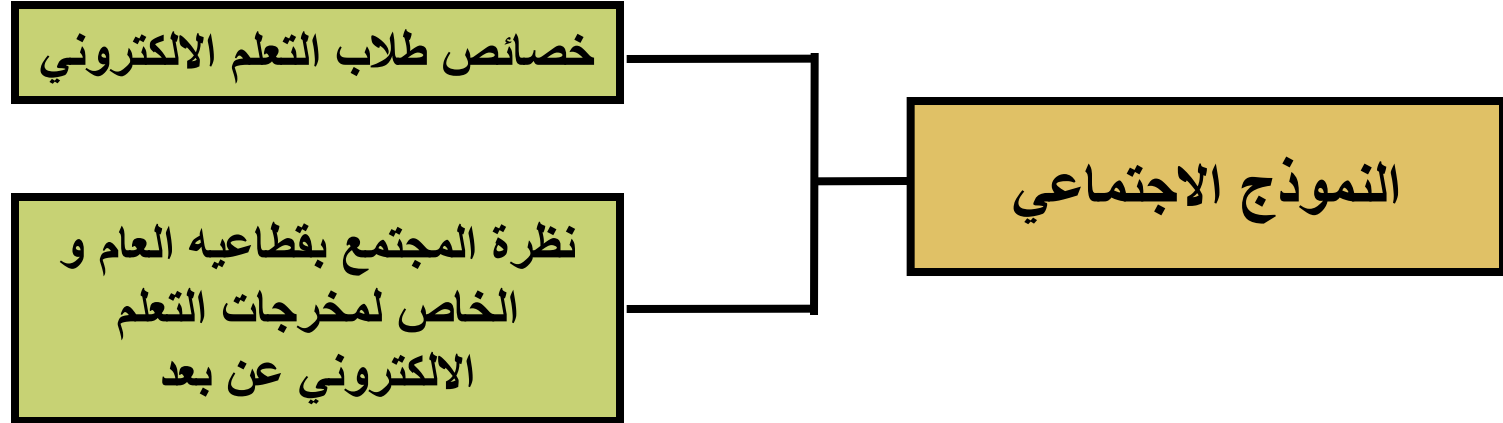 النموذج الاجتماعي
خصائص طلاب التعلم الالكتروني
نظرة المجتمع بقطاعيه العام و
الخاص لمخرجات التعلم
الالكتروني عن بعد